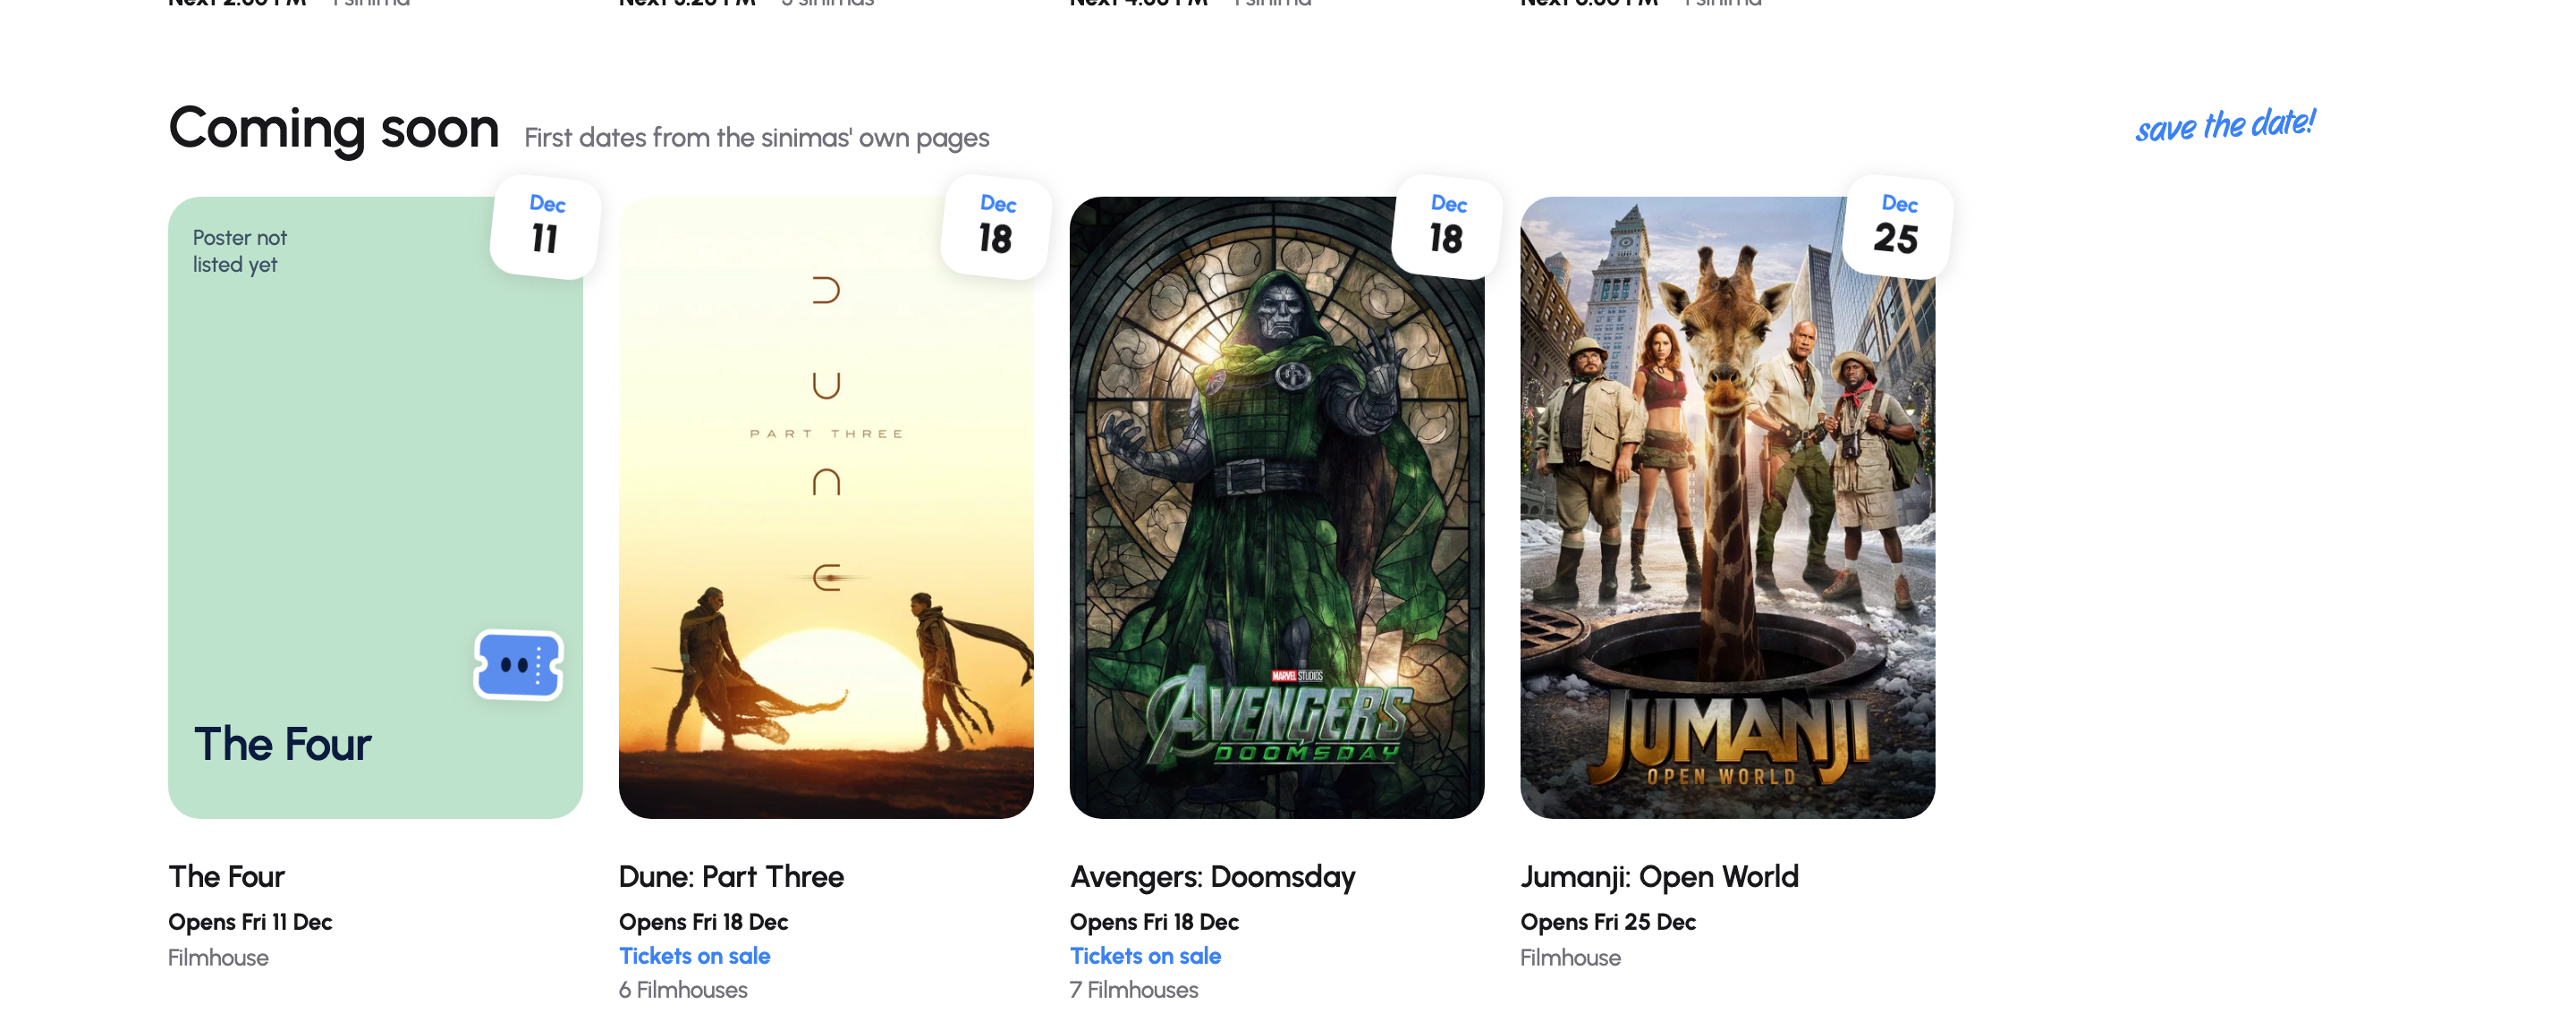 Coming soon First dates from the sinimas' own pages save the date!
Poster not
listed yet
The Four
Dec
11
Dec
18
D
U
PART THREE
N
E
Dec
18
MARVEL STUDIOS
AVENGERS
DOOMSDAY
Dec
25
JUMANJI
OPEN WORLD
The Four
Opens Fri 11 Dec
Filmhouse
Dune: Part Three
Opens Fri 18 Dec
Tickets on sale
6 Filmhouses
Avengers: Doomsday
Opens Fri 18 Dec
Tickets on sale
7 Filmhouses
Jumanji: Open World
Opens Fri 25 Dec
Filmhouse